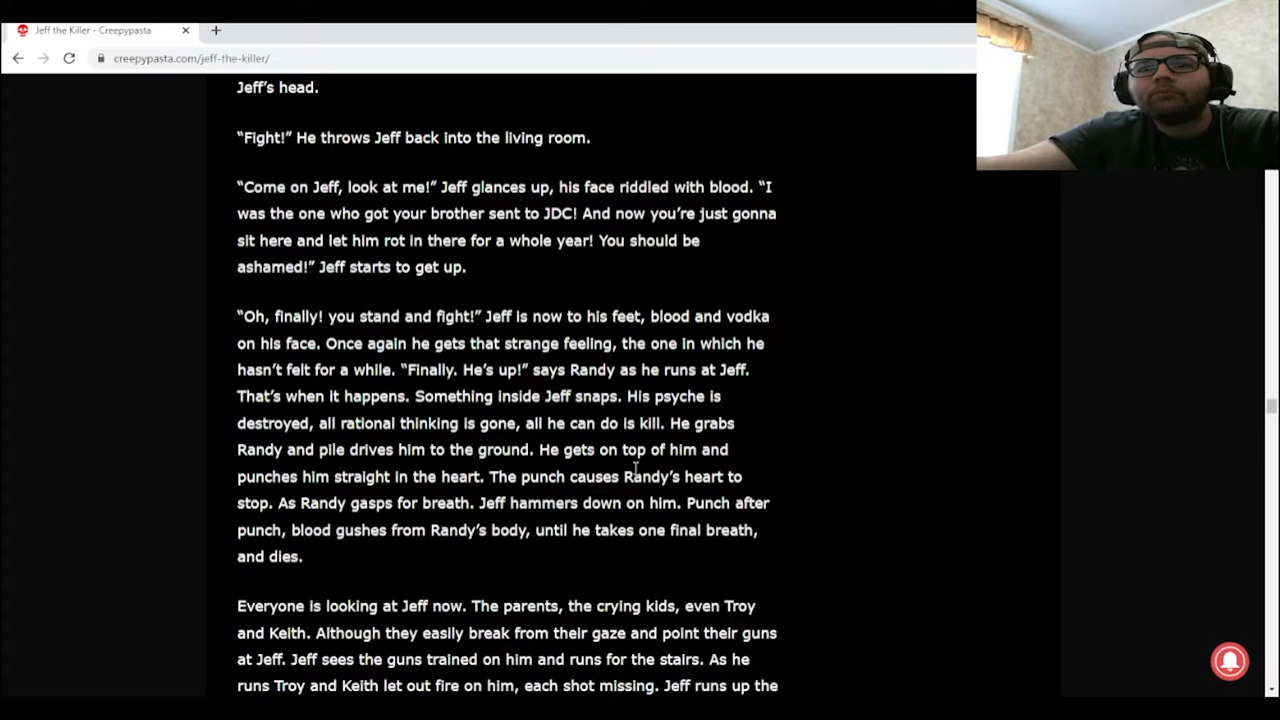 Jeff the Killer - Creepypasta
creepypasta.com/jeff-the-killer/
Jeff’s head.
“Fight!” He throws Jeff back into the living room.
“Come on Jeff, look at me!” Jeff glances up, his face riddled with blood. “I
was the one who got your brother sent to JDC! And now you’re just gonna
sit here and let him rot in there for a whole year! You should be
ashamed!” Jeff starts to get up.
“Oh, finally! you stand and fight!” Jeff is now to his feet, blood and vodka
on his face. Once again he gets that strange feeling, the one in which he
hasn’t felt for a while. “Finally. He’s up!” says Randy as he runs at Jeff.
That’s when it happens. Something inside Jeff snaps. His psyche is
destroyed, all rational thinking is gone, all he can do is kill. He grabs
Randy and pile drives him to the ground. He gets on top of him and
punches him straight in the heart. The punch causes Randy’s heart to
stop. As Randy gasps for breath. Jeff hammers down on him. Punch after
punch, blood gushes from Randy’s body, until he takes one final breath,
and dies.
Everyone is looking at Jeff now. The parents, the crying kids, even Troy
and Keith. Although they easily break from their gaze and point their guns
at Jeff. Jeff sees the guns trained on him and runs for the stairs. As he
runs Troy and Keith let out fire on him, each shot missing. Jeff runs up the